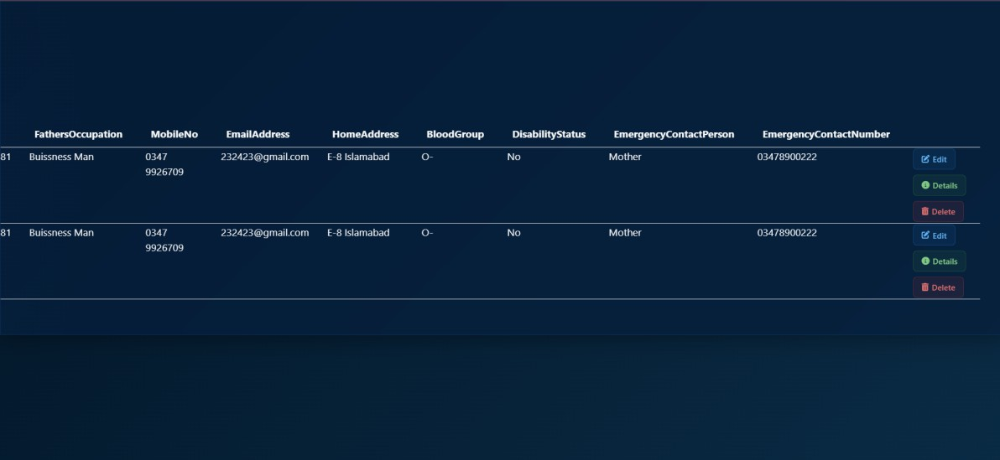 FathersOccupation MobileNo EmailAddress HomeAddress BloodGroup DisabilityStatus EmergencyContactPerson EmergencyContactNumber
81 Buissness Man 0347 232423@gmail.com E-8 Islamabad O- No Mother 03478900222 Edit
9926709
Details
Delete
81 Buissness Man 0347 232423@gmail.com E-8 Islamabad O- No Mother 03478900222 Edit
9926709
Details
Delete